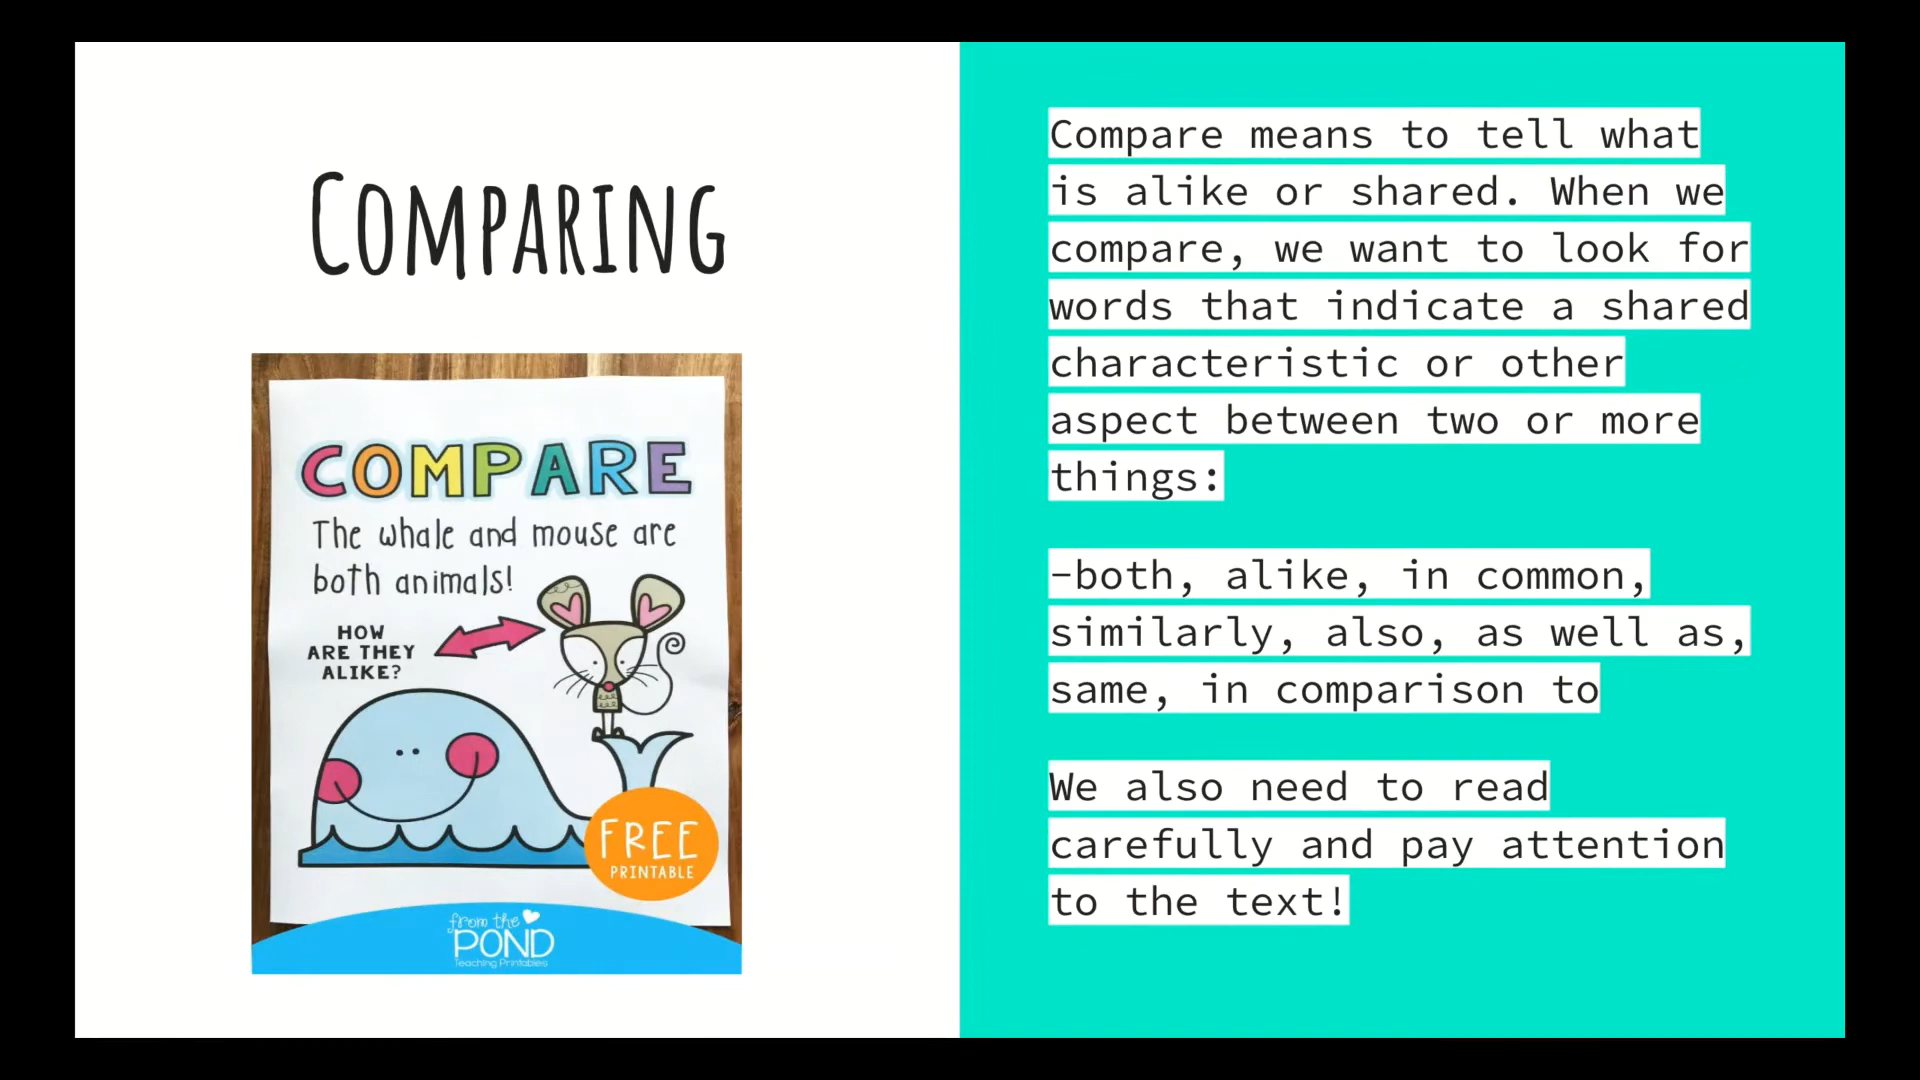 COMPARING
COMPARE
The whale and mouse are
both animals!
HOW
ARE THEY
ALIKE?
FREE
PRINTABLE
from the
POND
Teaching Printables
Compare means to tell what
is alike or shared. When we
compare, we want to look for
words that indicate a shared
characteristic or other
aspect between two or more
things:
-both, alike, in common,
similarly, also, as well as,
same, in comparison to
We also need to read
carefully and pay attention
to the text!